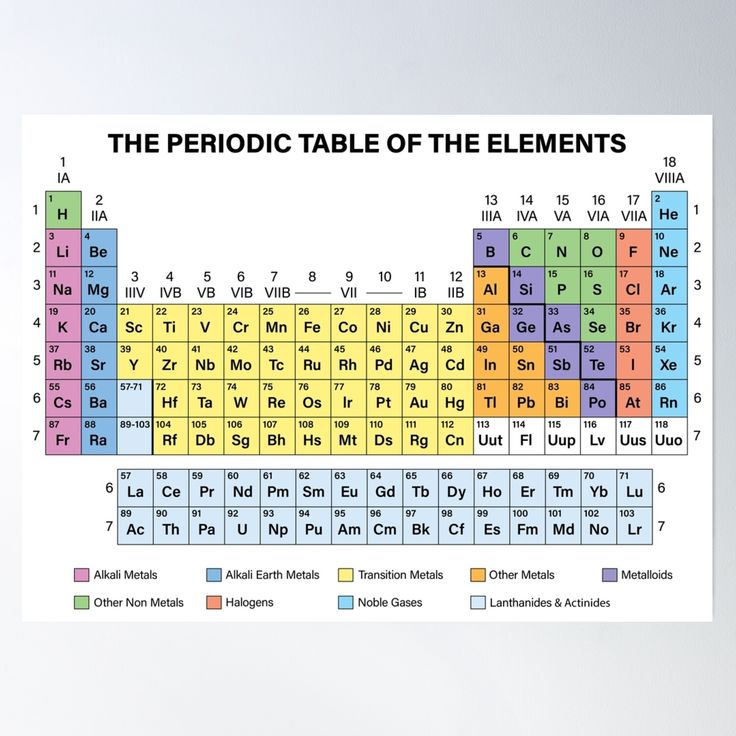 THE PERIODIC TABLE OF THE ELEMENTS
1 18
IA VIIIA
1 H 2 13 14 15 16 17 2 He 1
1 IIA IIIA IVA VA VIA VIIA
2 3 Li 4 Be 5 B 6 C 7 N 8 O 9 F 10 Ne 2
3 11 Na 12 Mg 3 4 5 6 7 8 9 10 11 12 13 Al 14 Si 15 P 16 S 17 Cl 18 Ar 3
IIIV IVB VB VIB VIIB VII IB IIB
4 19 K 20 Ca 21 Sc 22 Ti 23 V 24 Cr 25 Mn 26 Fe 27 Co 28 Ni 29 Cu 30 Zn 31 Ga 32 Ge 33 As 34 Se 35 Br 36 Kr 4
5 37 Rb 38 Sr 39 Y 40 Zr 41 Nb 42 Mo 43 Tc 44 Ru 45 Rh 46 Pd 47 Ag 48 Cd 49 In 50 Sn 51 Sb 52 Te 53 I 54 Xe 5
6 55 Cs 56 Ba 57-71 72 Hf 73 Ta 74 W 75 Re 76 Os 77 Ir 78 Pt 79 Au 80 Hg 81 Tl 82 Pb 83 Bi 84 Po 85 At 86 Rn 6
7 87 Fr 88 Ra 89-103 104 Rf 105 Db 106 Sg 107 Bh 108 Hs 109 Mt 110 Ds 111 Rg 112 Cn 113 Uut 114 Fl 115 Uup 116 Lv 117 Uus 118 Uuo 7
6 57 La 58 Ce 59 Pr 60 Nd 61 Pm 62 Sm 63 Eu 64 Gd 65 Tb 66 Dy 67 Ho 68 Er 69 Tm 70 Yb 71 Lu 6
7 89 Ac 90 Th 91 Pa 92 U 93 Np 94 Pu 95 Am 96 Cm 97 Bk 98 Cf 99 Es 100 Fm 101 Md 102 No 103 Lr 7
Alkali Metals Alkali Earth Metals Transition Metals Other Metals Metalloids
Other Non Metals Halogens Noble Gases Lanthanides & Actinides